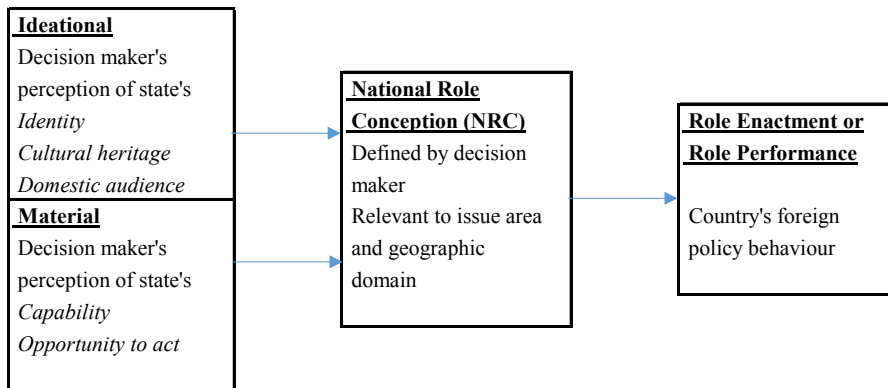 Ideational
Decision maker's
perception of state's
Identity
Cultural heritage
Domestic audience
Material
Decision maker's
perception of state's
Capability
Opportunity to act
National Role
Conception (NRC)
Defined by decision
maker
Relevant to issue area
and geographic
domain
Role Enactment or
Role Performance
Country's foreign
policy behaviour